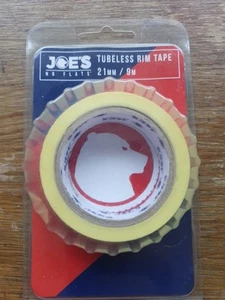 JOE'S
NO FLATS
TUBELESS RIM TAPE
21MM / 9M